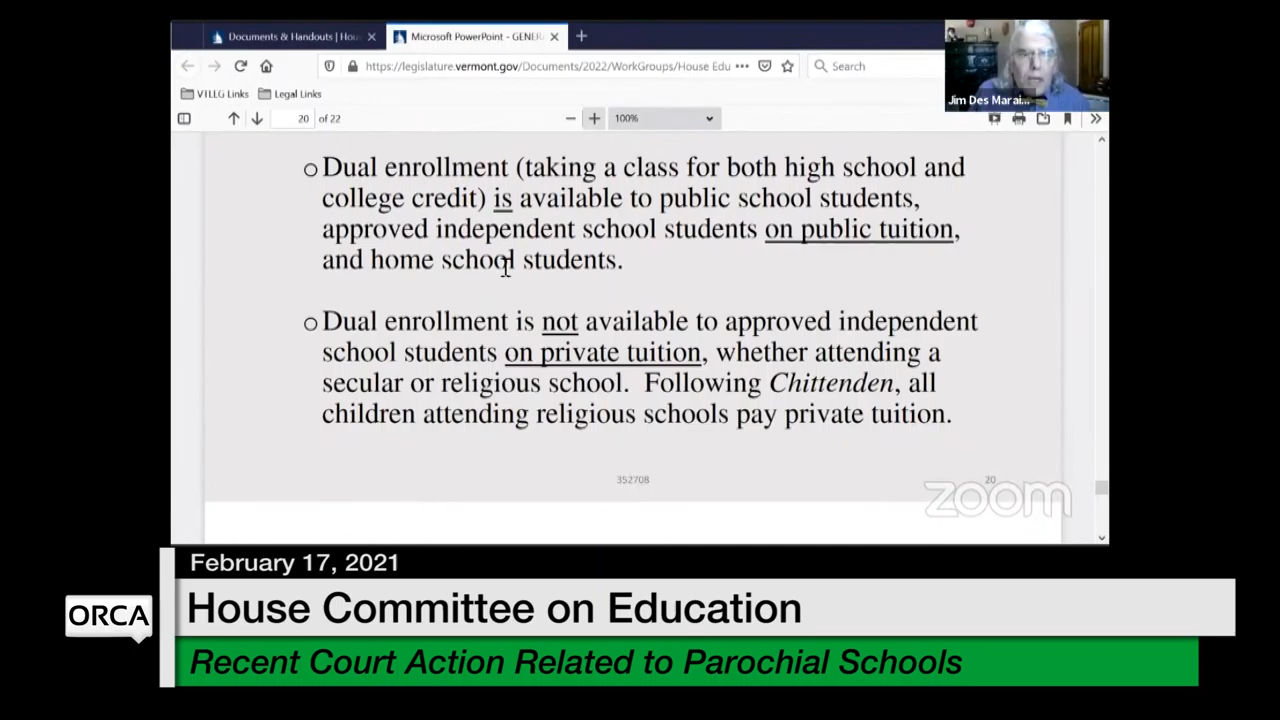 Documents & Handouts | Hou
Microsoft PowerPoint - GENERA
https://legislature.vermont.gov/Documents/2022/WorkGroups/House Edu
Search
VTLEG Links
Legal Links
Jim Des Marai...
20 of 22
100%
Dual enrollment (taking a class for both high school and
college credit) is available to public school students,
approved independent school students on public tuition,
and home school students.
Dual enrollment is not available to approved independent
school students on private tuition, whether attending a
secular or religious school. Following Chittenden, all
children attending religious schools pay private tuition.
352708
20
zoom
February 17, 2021
ORCA
House Committee on Education
Recent Court Action Related to Parochial Schools